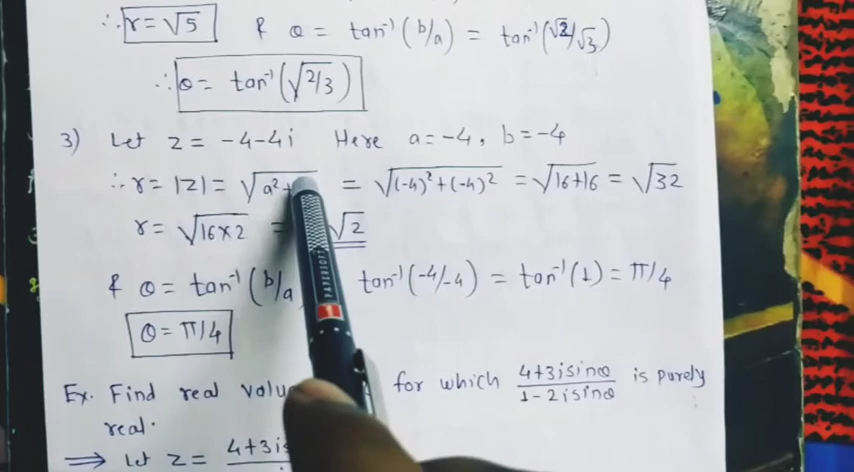 ∴ r = √5 & θ = tan⁻¹(b/a) = tan⁻¹(√2/√3)
∴ θ = tan⁻¹(√2/3)
3) Let z = -4-4i Here a = -4, b = -4
∴ r = |z| = √a²+ = √(-4)²+(-4)² = √16+16 = √32
r = √16×2 = √2
& θ = tan⁻¹(b/a) tan⁻¹(-4/-4) = tan⁻¹(1) = π/4
θ = π/4
Ex. Find real for which 4+3isinθ/1-2isinθ is purely
real.
⇒ Let z = 4+3i
PAPERSOFT